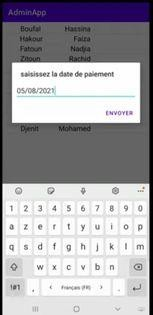 AdminApp
Boufal Hassina
Hakour Faiza
Fatoun Nadja
Zitoun Rachid
saisissez la date de paiement
05/08/2021
ENVOYER
Djenit Mohamed
1 2 3 4 5 6 7 8 9 0
a z e r t y u i o p
q s d f g h j k l m
w x c v b n '
!#1 , Français (FR) .